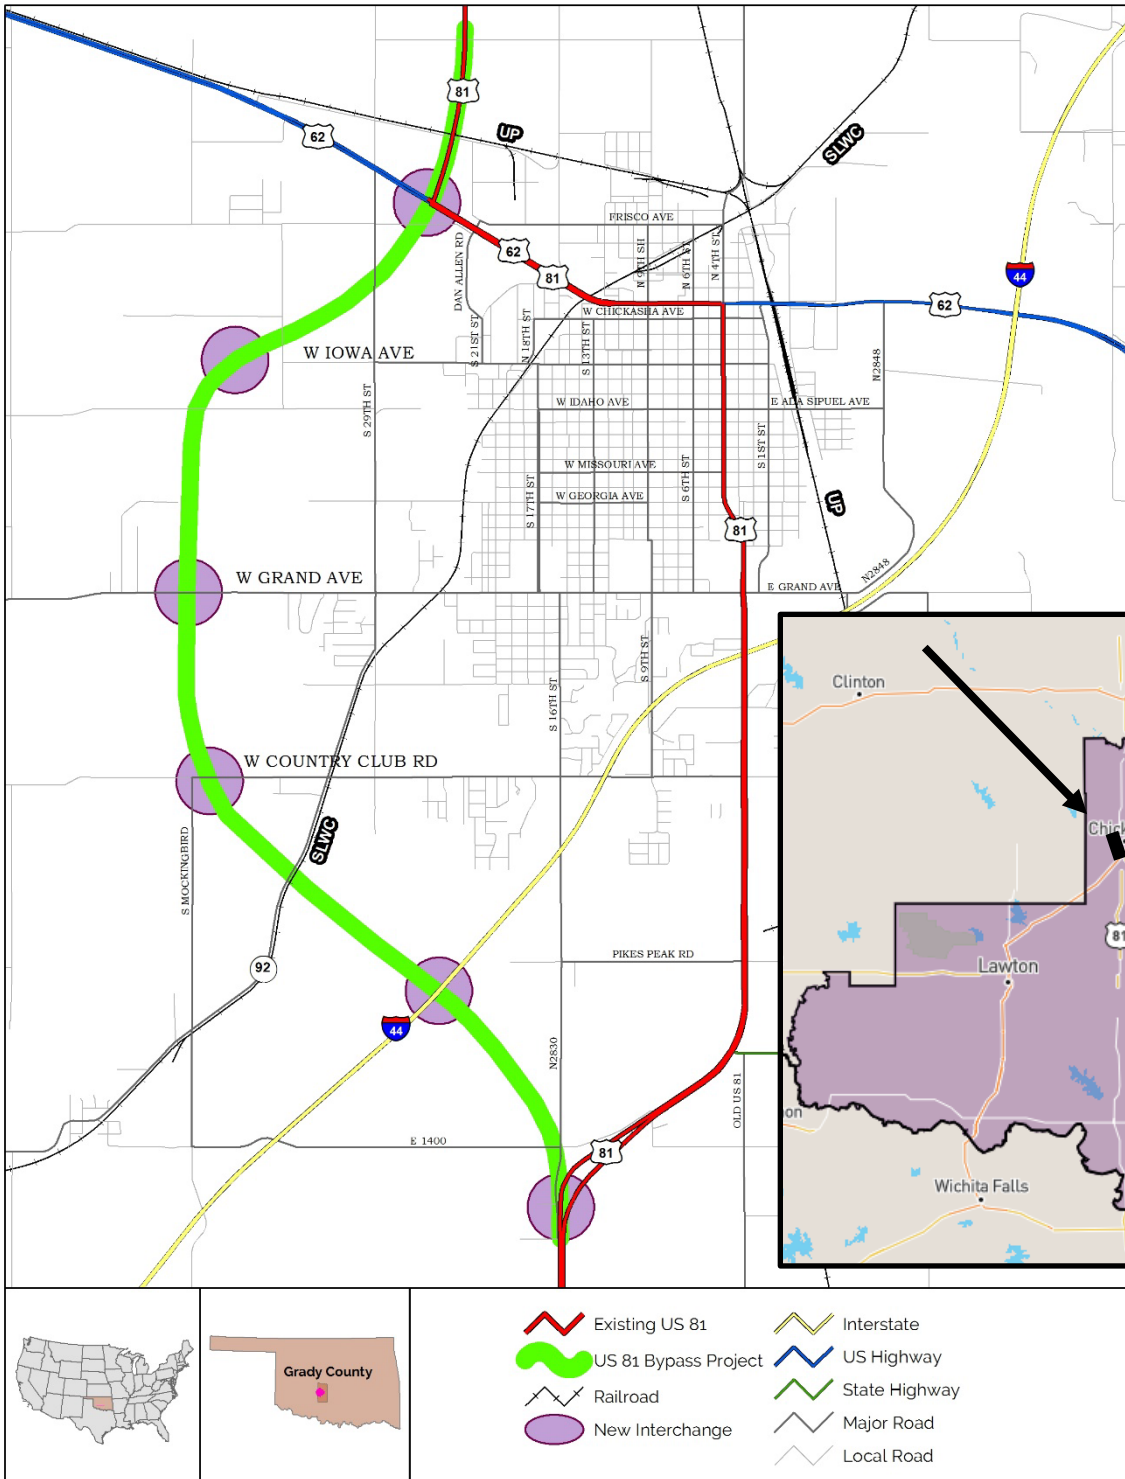 81
UP
62
SLWC
FRISCO AVE
DAN ALLEN RD
62
81
N 9TH SH
N 6TH ST
N 4TH ST
44
62
W CHICKASHA AVE
S 21ST ST
N 18TH ST
S 13TH ST
W IOWA AVE
N2848
S 29TH ST
W IDAHO AVE
E ADA SIPUEL AVE
S 1ST ST
W MISSOURI AVE
S 6TH ST
S 17TH ST
W GEORGIA AVE
UP
81
W GRAND AVE
E GRAND AVE
N2848
S 9TH ST
S 16TH ST
W COUNTRY CLUB RD
S MOCKINGBIRD
SLWC
PIKES PEAK RD
92
44
N2830
OLD US 81
E 1400
81
Clinton
Chick
81
Lawton
on
Wichita Falls
Grady County
Existing US 81
US 81 Bypass Project
Railroad
New Interchange
Interstate
US Highway
State Highway
Major Road
Local Road